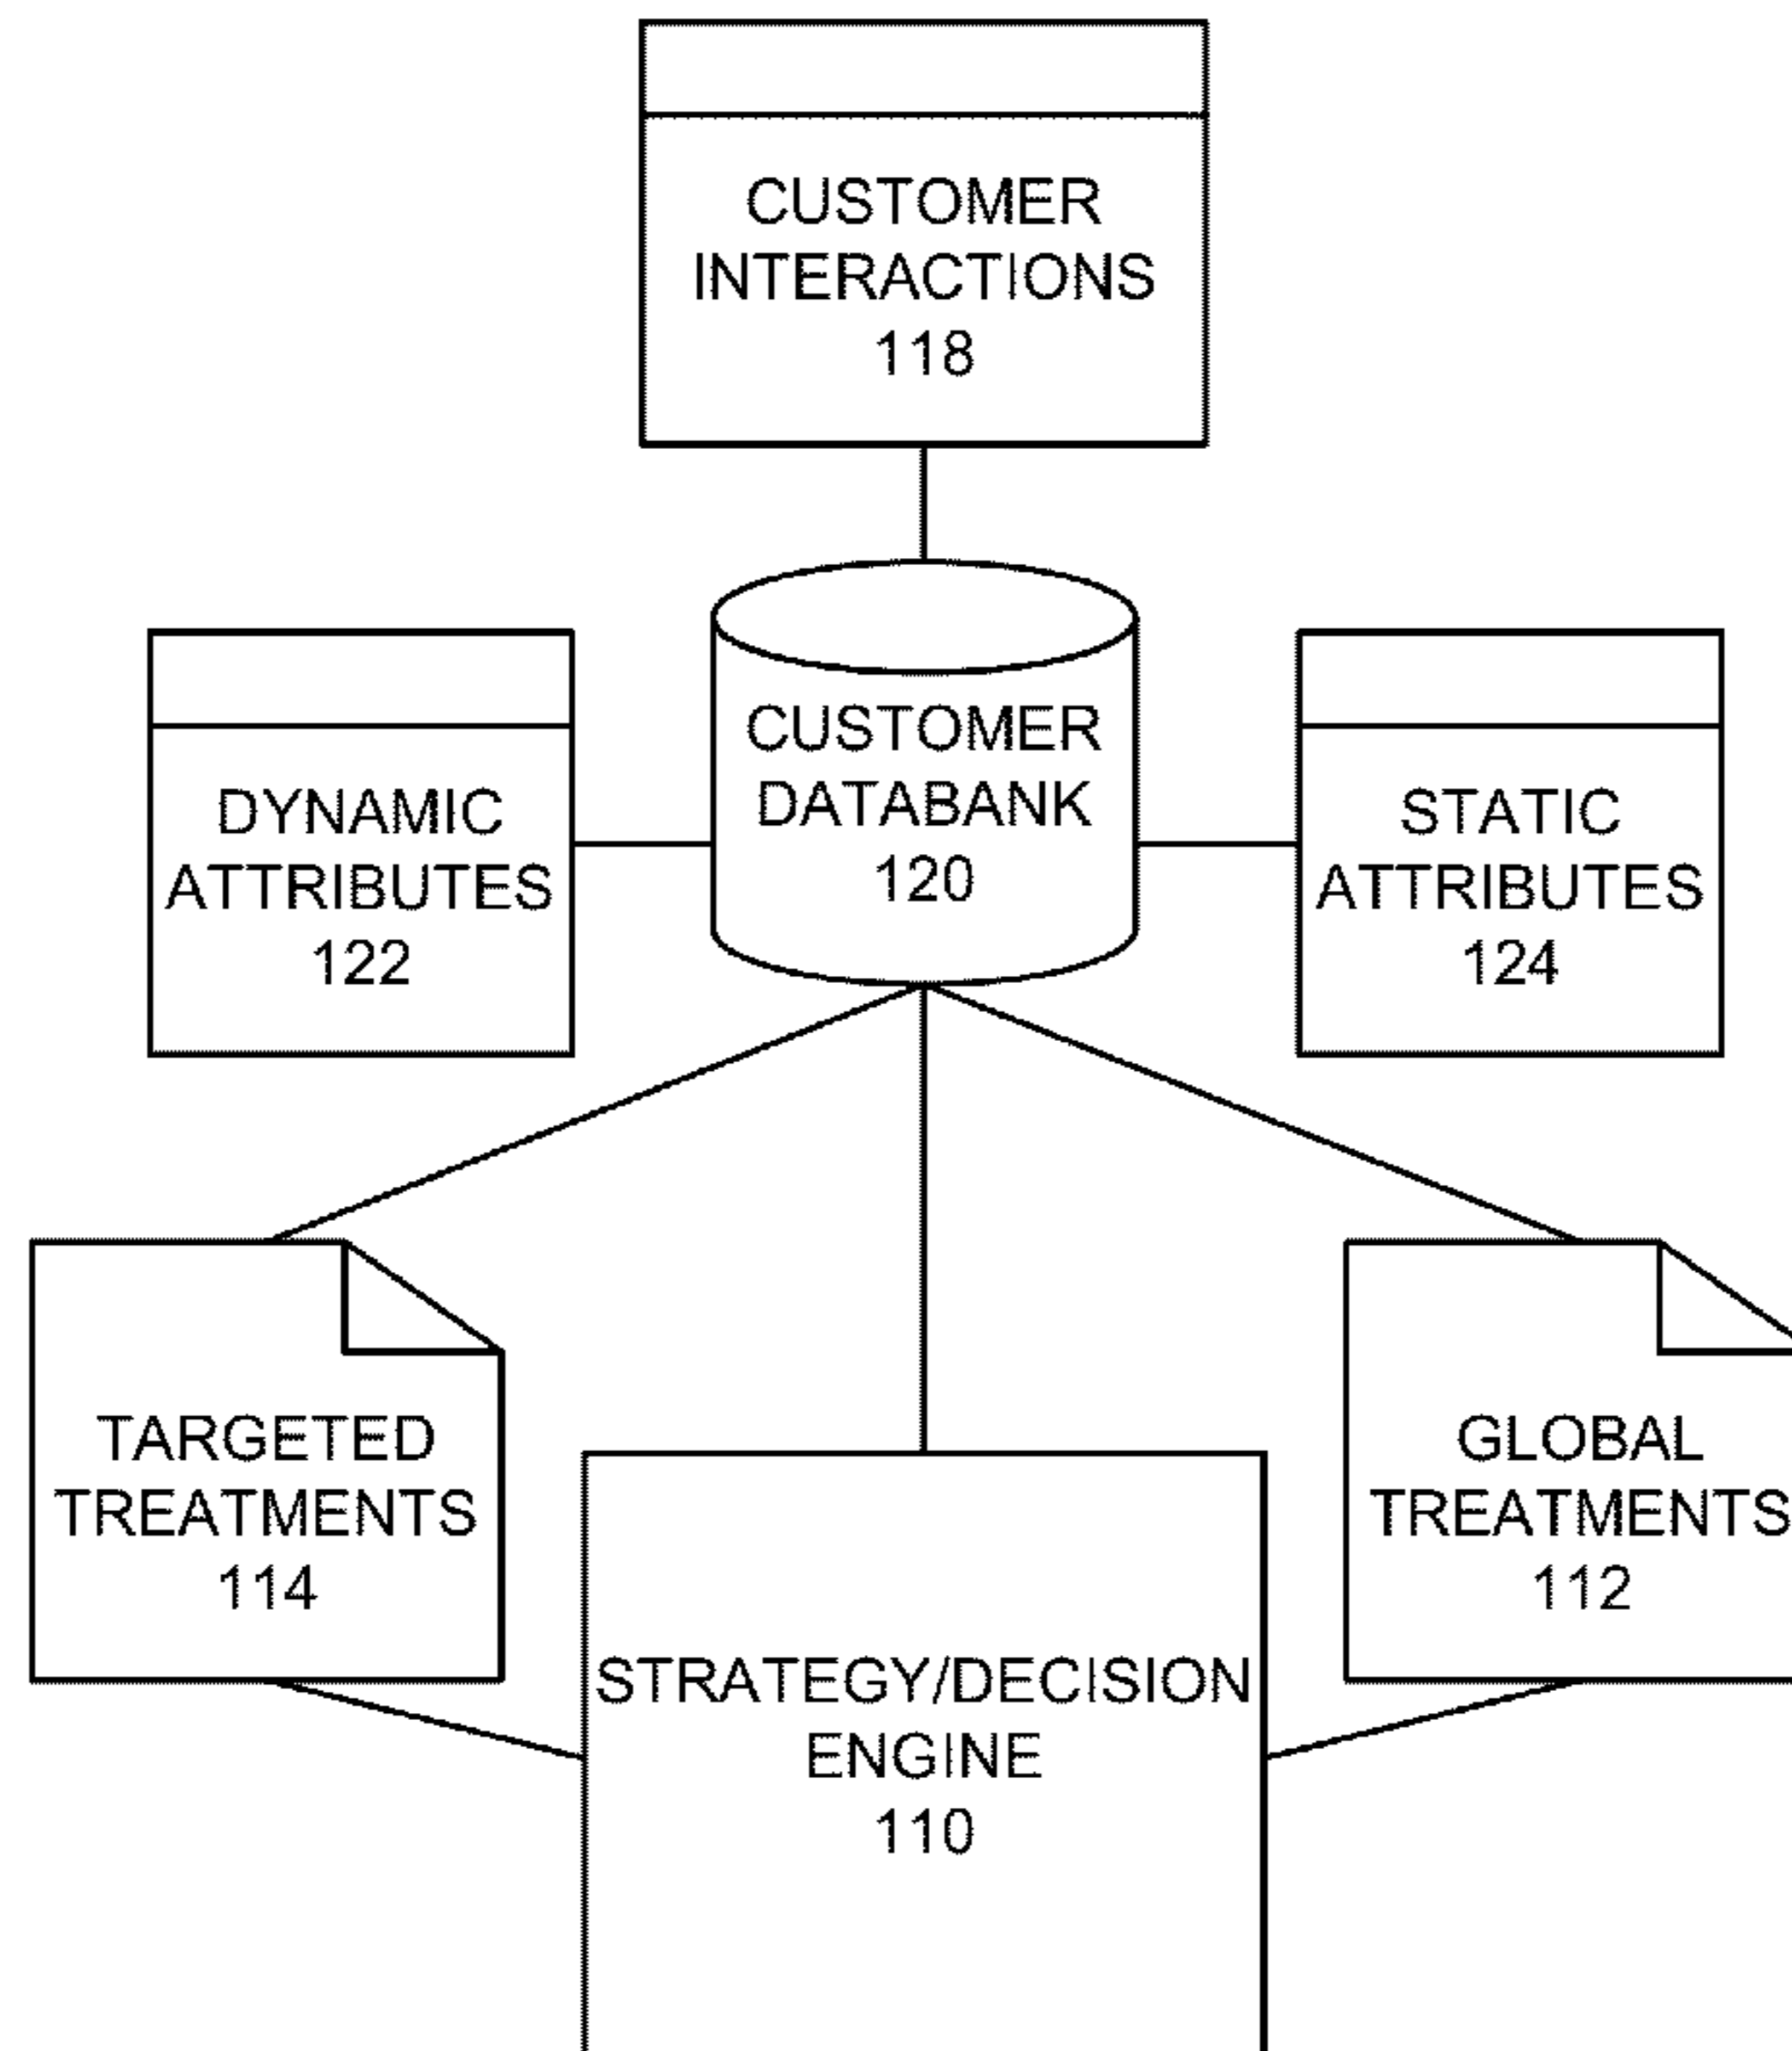 CUSTOMER
INTERACTIONS
118
CUSTOMER
DATABANK
120
DYNAMIC
ATTRIBUTES
122
STATIC
ATTRIBUTES
124
TARGETED
TREATMENTS
114
GLOBAL
TREATMENTS
112
STRATEGY/DECISION
ENGINE
110